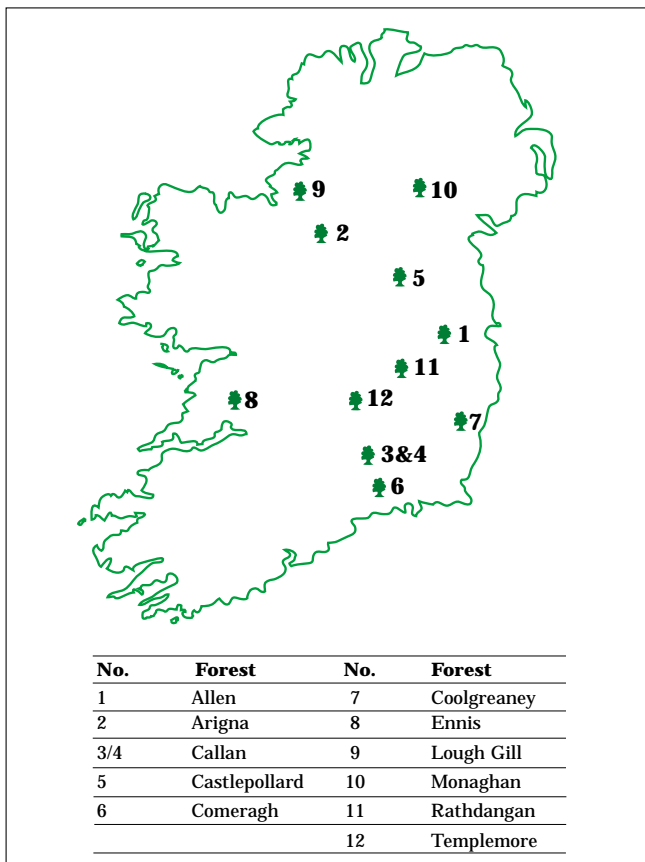 9
10
2
5
1
11
8
12
7
3&4
6
No. Forest No. Forest
1 Allen 7 Coolgreaney
2 Arigna 8 Ennis
3/4 Callan 9 Lough Gill
5 Castlepollard 10 Monaghan
6 Comeragh 11 Rathdangan
12 Templemore